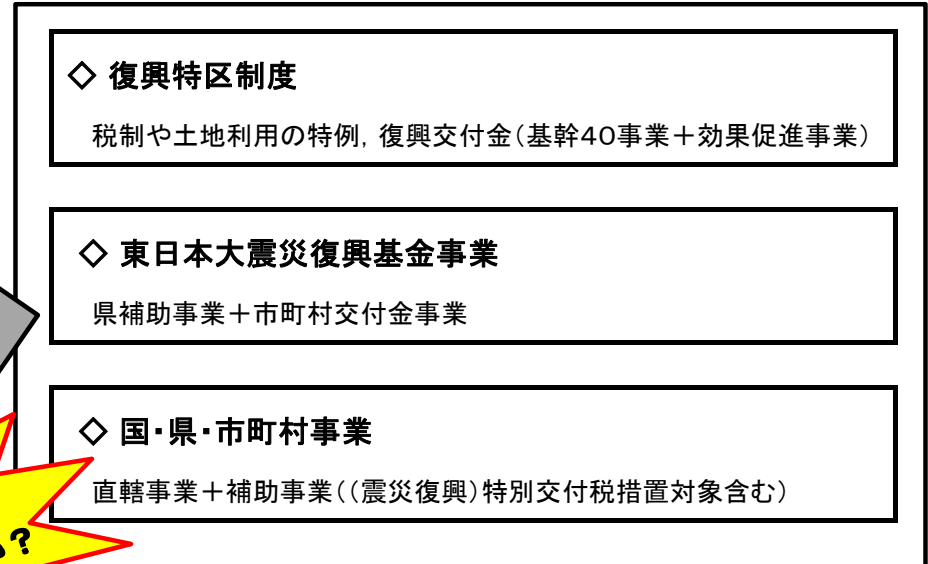 ◇ 復興特区制度
税制や土地利用の特例，復興交付金（基幹４０事業＋効果促進事業）
◇ 東日本大震災復興基金事業
県補助事業＋市町村交付金事業
◇ 国・県・市町村事業
直轄事業＋補助事業（（震災復興）特別交付税措置対象含む）
？